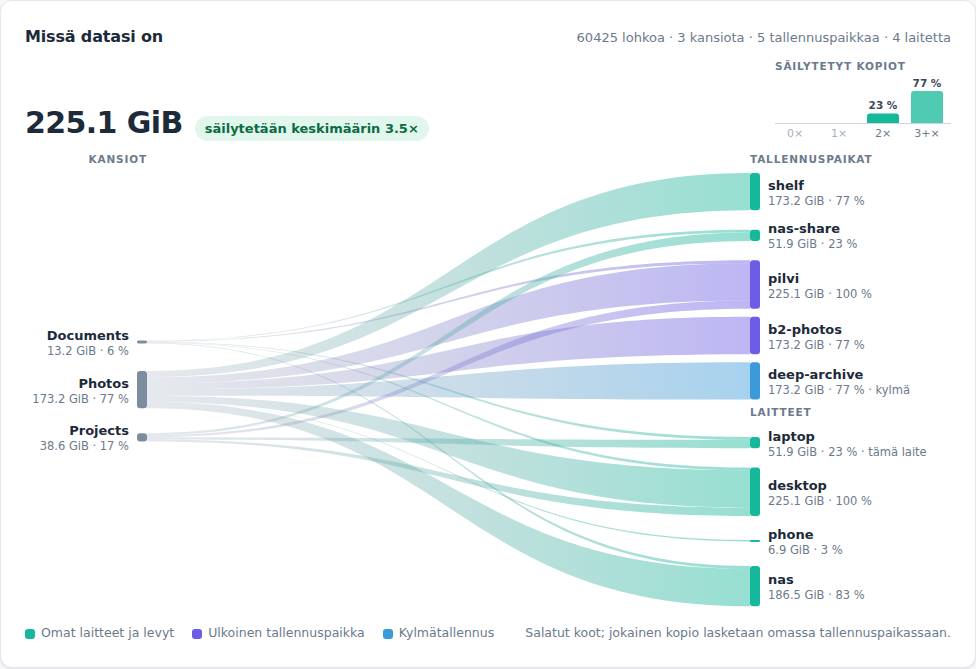 Missä datasi on
60425 lohkoa · 3 kansiota · 5 tallennuspaikkaa · 4 laitetta
SÄILYTETYT KOPIOT
225.1 GiB
säilytetään keskimäärin 3.5×
23 %
77 %
0×
1×
2×
3+×
KANSIOT
TALLENNUSPAIKAT
Documents
13.2 GiB · 6 %
Photos
173.2 GiB · 77 %
Projects
38.6 GiB · 17 %
shelf
173.2 GiB · 77 %
nas-share
51.9 GiB · 23 %
pilvi
225.1 GiB · 100 %
b2-photos
173.2 GiB · 77 %
deep-archive
173.2 GiB · 77 % · kylmä
LAITTEET
laptop
51.9 GiB · 23 % · tämä laite
desktop
225.1 GiB · 100 %
phone
6.9 GiB · 3 %
nas
186.5 GiB · 83 %
Omat laitteet ja levyt
Ulkoinen tallennuspaikka
Kylmätallennus
Salatut koot; jokainen kopio lasketaan omassa tallennuspaikassaan.